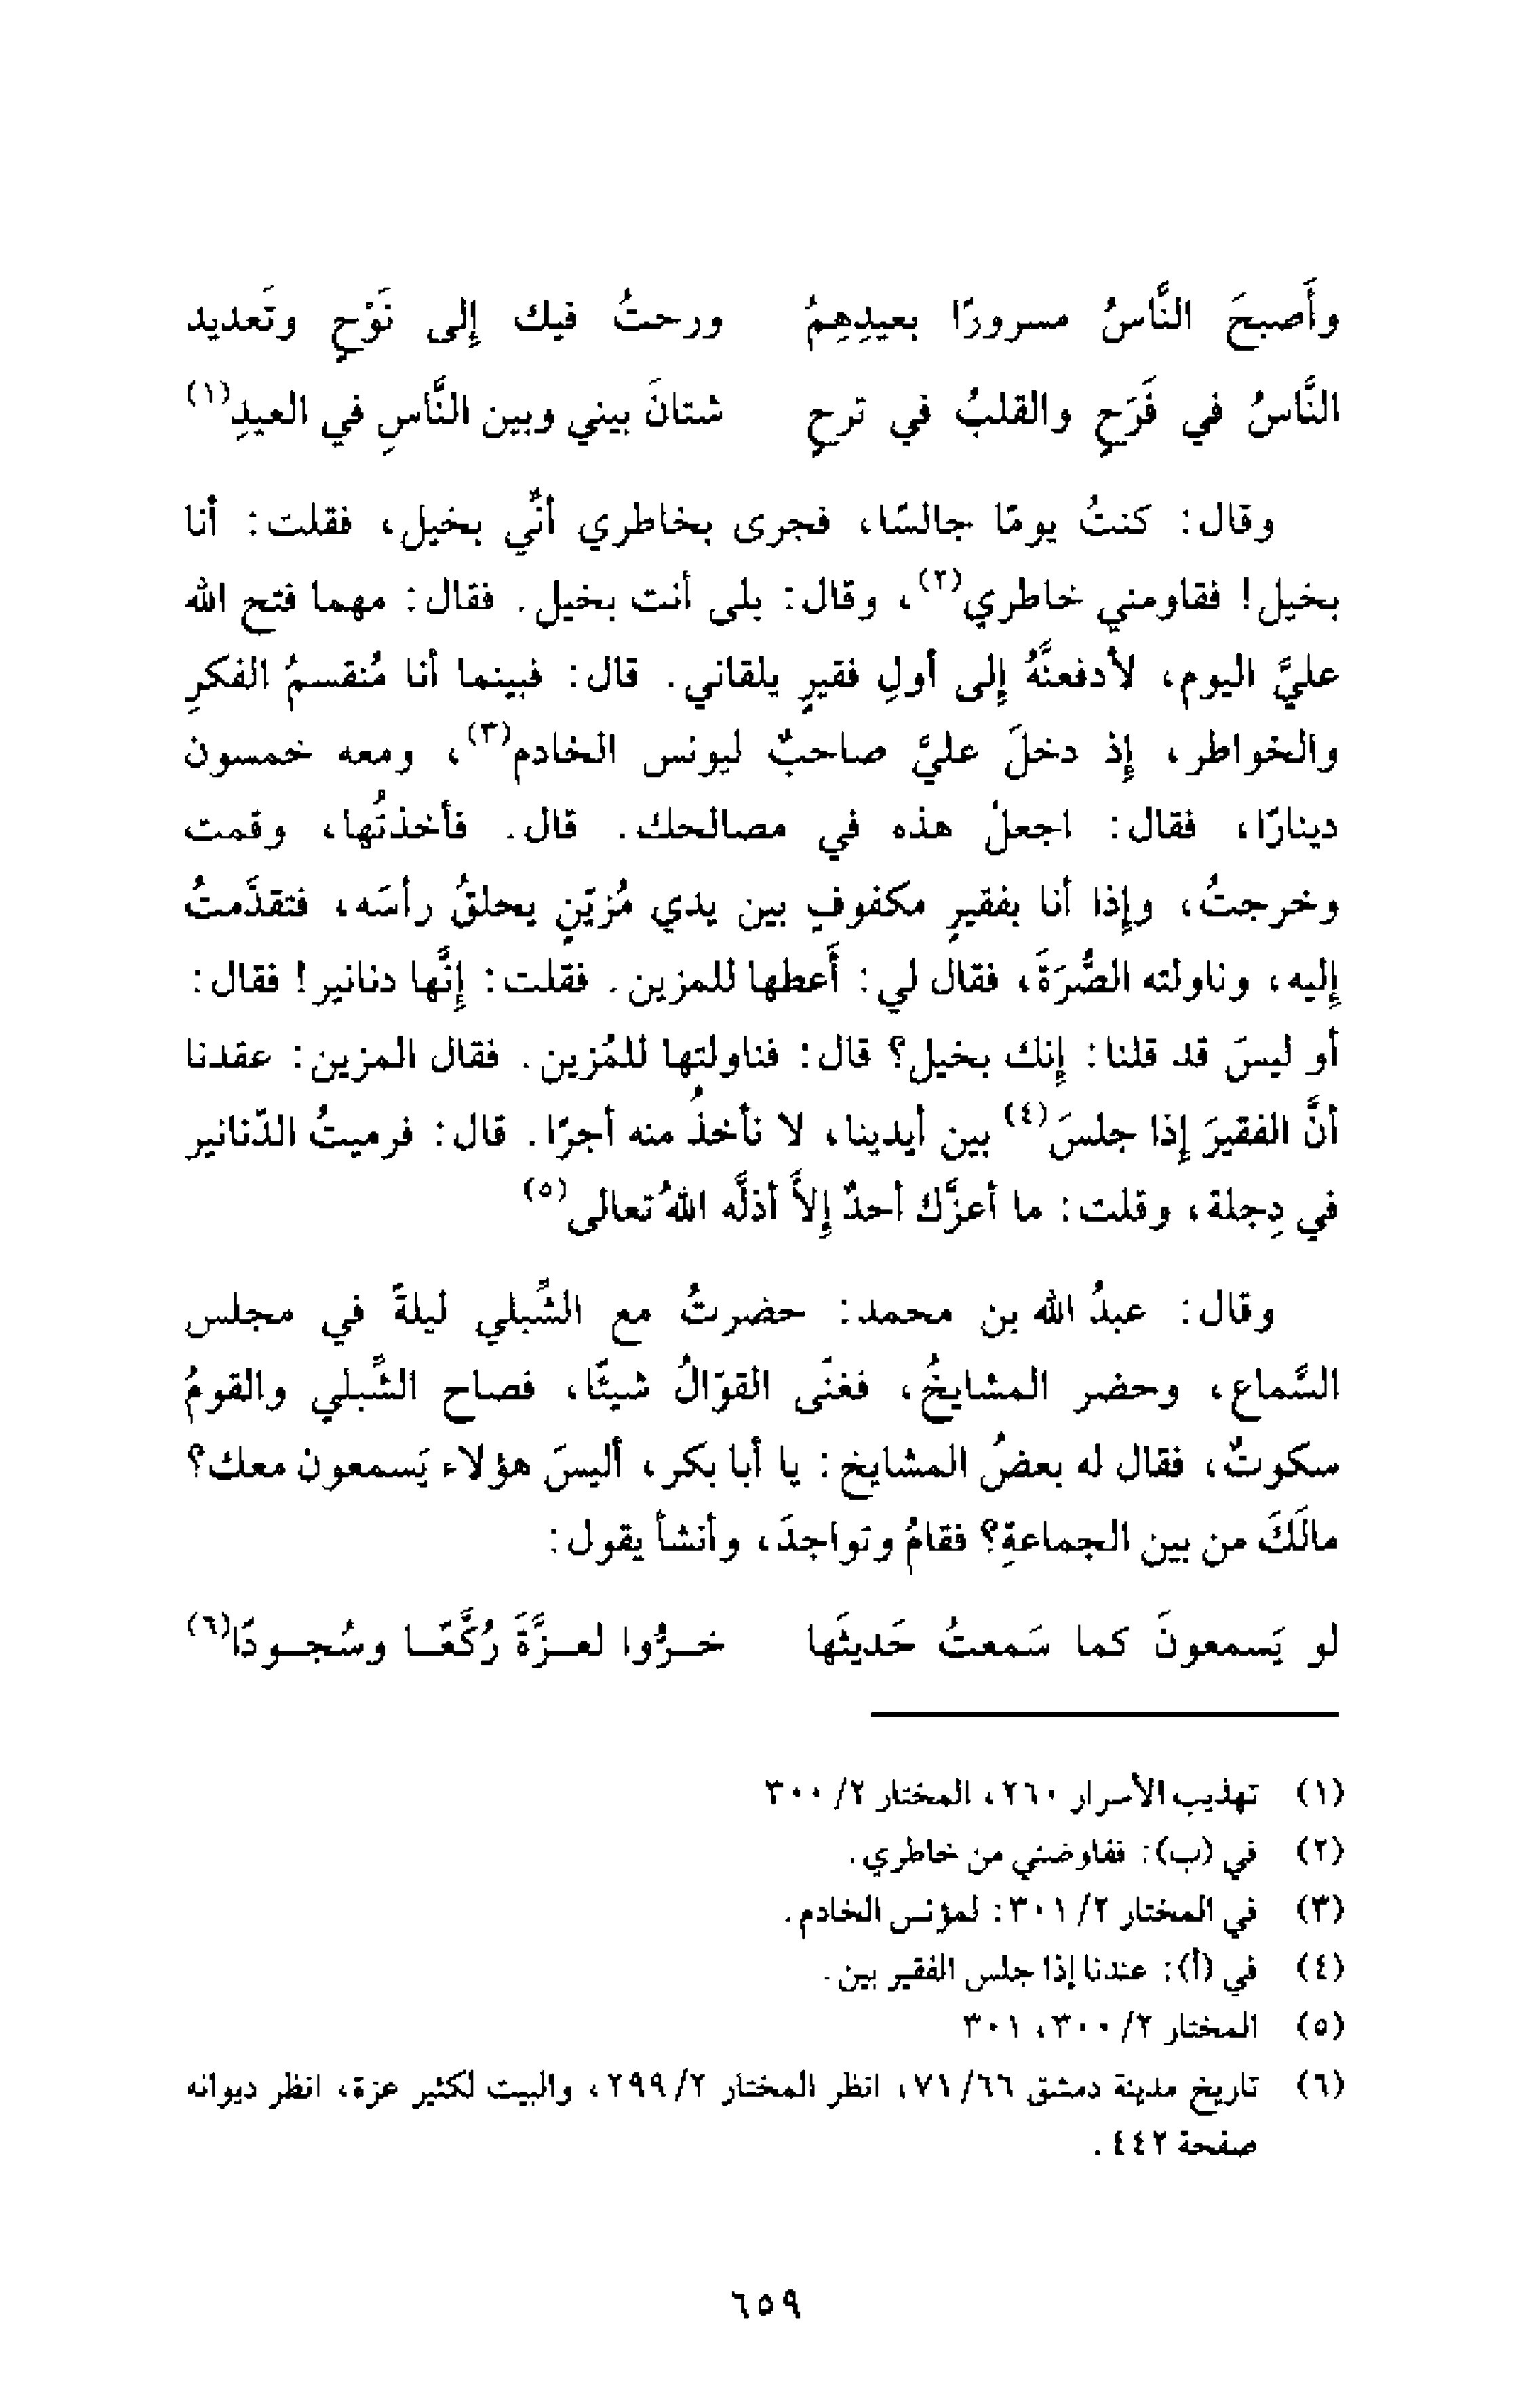 وأَصبحَ النَّاسُ مسرورًا بعيدِهِمُ ورحتُ فيك إلى نَوْحِ وتَعديد
النَّاسُ في فَرَحٍ والقلبُ في ترحٍ شتانَ بيني وبين النَّاسِ في العيدِ(١)
وقال: كنتُ يومًا جالسًا، فجرى بخاطري أنِّي بخيل، فقلت: أنا
بخيل! فقاومني خاطري(٢)، وقال: بلى أنت بخيل. فقال: مهما فتح الله
عليَّ اليوم، لأدفعنَّهُ إلى أولِ فقيرٍ يلقاني. قال: فبينما أنا مُنقسمُ الفكرِ
والخواطر، إذ دخلَ عليَّ صاحبٌ ليونس الخادم(٣)، ومعه خمسون
دينارًا، فقال: اجعلْ هذه في مصالحك. قال. فأخذتُها، وقمت
وخرجتُ، وإذا أنا بفقيرٍ مكفوفٍ بين يدي مُزيّنٍ يحلقُ رأسَه، فتقدَّمتُ
إليه، وناولته الصُّرَةَ، فقال لي: أَعطها للمزين. فقلت: إنَّها دنانير! فقال:
أو ليسَ قد قلنا: إنك بخيل؟ قال: فناولتها للمُزين. فقال المزين: عقدنا
أنَّ الفقيرَ إذا جلسَ(٤) بين أيدينا، لا نأخذُ منه أجرًا. قال: فرميتُ الدّنانير
في دِجلة، وقلت: ما أعزَّك أحدٌ إلاَّ أذلَّه اللهُ تعالى(٥)
وقال: عبدُ الله بن محمد: حضرتُ مع الشِّبلي ليلةً في مجلس
السَّماع، وحضر المشايخُ، فغنَّى القوّالُ شيئًا، فصاح الشِّبلي والقومُ
سكوتٌ، فقال له بعضُ المشايخ: يا أبا بكر، أليسَ هؤلاء يَسمعون معك؟
مالَكَ من بين الجماعةِ؟ فقامُ وتواجدَ، وأنشأ يقول:
لو يَسمعونَ كما سَمعتُ حَديثَها خـرُّوا لعـزَّةَ رُكَّعًـا وسُجـودًا(٦)
(١) تهذيب الأسرار ٢٦٠، المختار ٢/ ٣٠٠
(٢) في (ب): ففاوضني من خاطري.
(٣) في المختار ٢/ ٣٠١: لمؤنس الخادم.
(٤) في (أ): عندنا إذا جلس الفقير بين.
(٥) المختار ٢/ ٣٠٠، ٣٠١
(٦) تاريخ مدينة دمشق ٦٦/ ٧١، انظر المختار ٢/ ٢٩٩، والبيت لكثير عزة، انظر ديوانه
صفحة ٤٤٢.
٦٥٩